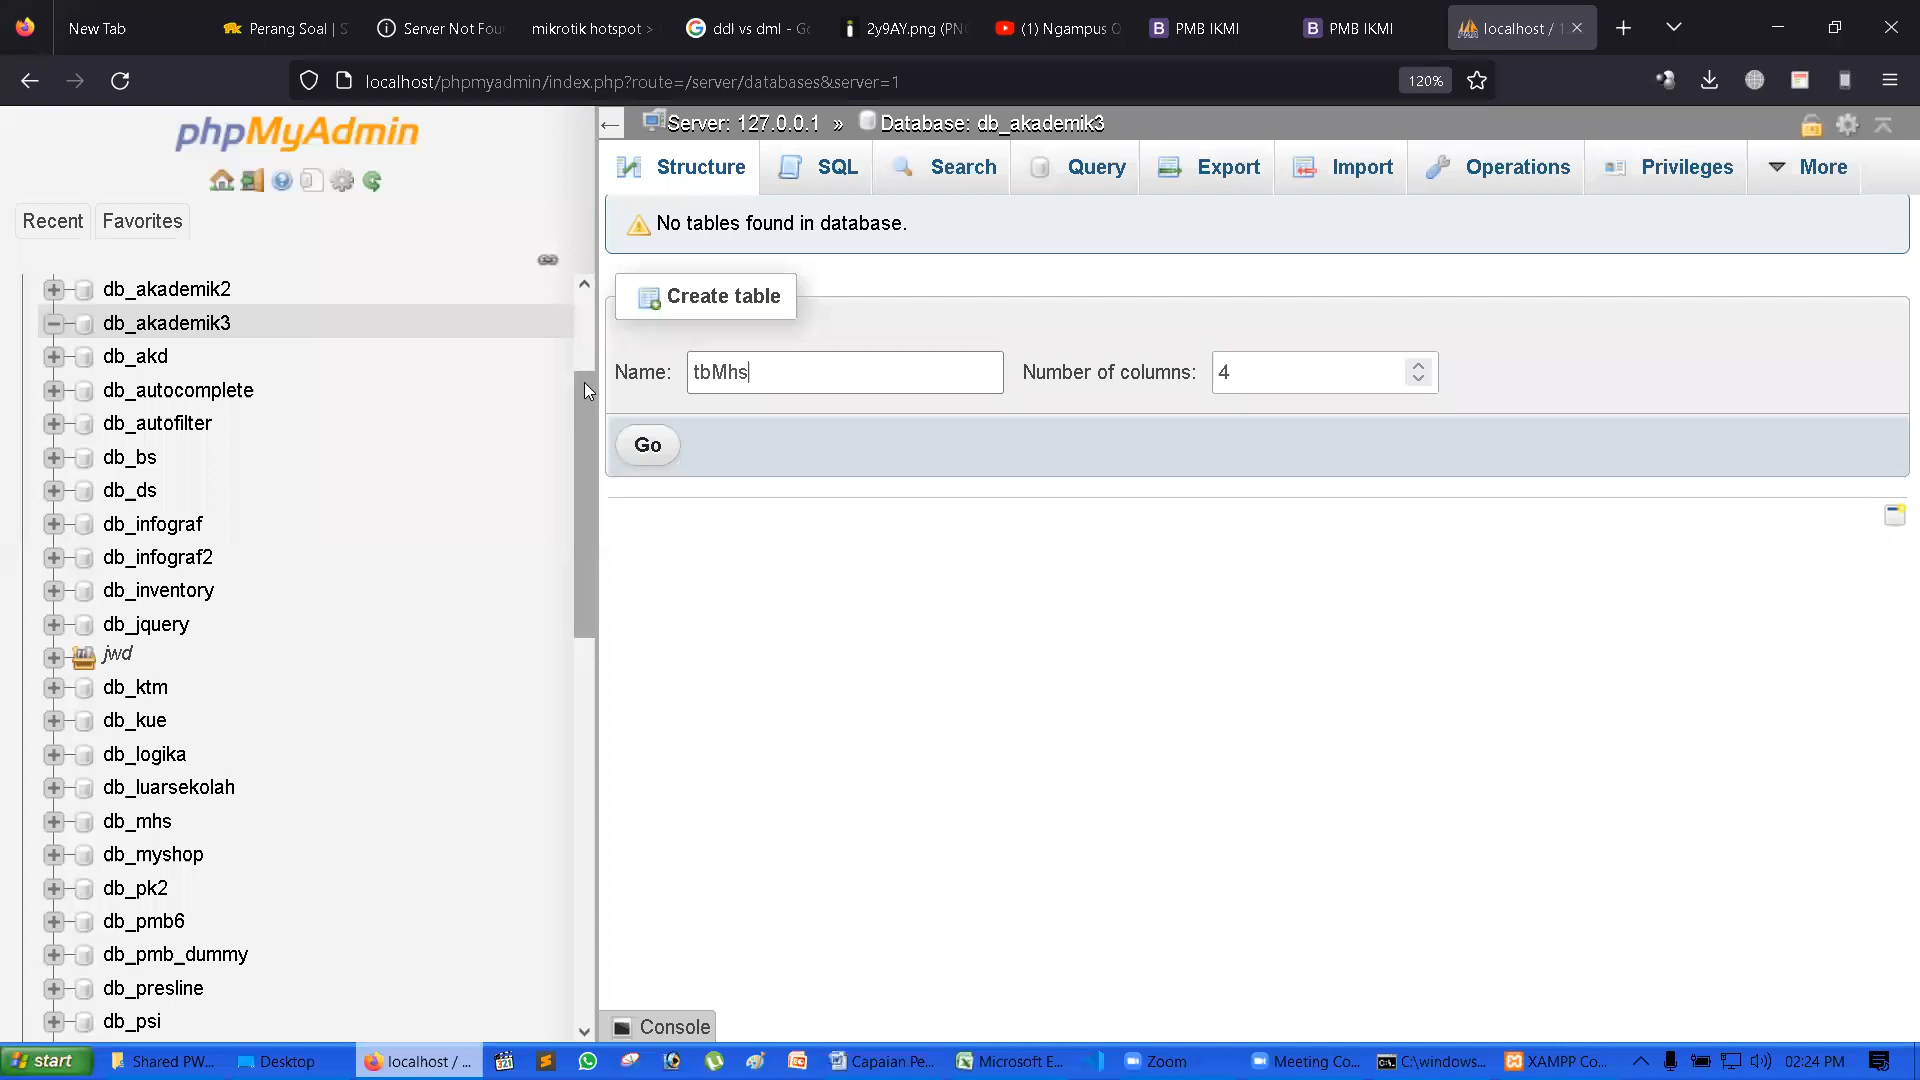 New Tab
Perang Soal | S
Server Not Fou
mikrotik hotspot >
ddl vs dml - Go
2y9AY.png (PN
(1) Ngampus O
PMB IKMI
PMB IKMI
localhost / 1
localhost/phpmyadmin/index.php?route=/server/databases&server=1
120%
phpMyAdmin
Recent
Favorites
db_akademik2
db_akademik3
db_akd
db_autocomplete
db_autofilter
db_bs
db_ds
db_infograf
db_infograf2
db_inventory
db_jquery
jwd
db_ktm
db_kue
db_logika
db_luarsekolah
db_mhs
db_myshop
db_pk2
db_pmb6
db_pmb_dummy
db_presline
db_psi
Server: 127.0.0.1 » Database: db_akademik3
Structure
SQL
Search
Query
Export
Import
Operations
Privileges
More
No tables found in database.
Create table
Name: tbMhs
Number of columns: 4
Go
Console
start
Shared PW...
Desktop
localhost / ...
321
Capaian Pe...
Microsoft E...
Zoom
Meeting Co...
C:\windows...
XAMPP Co...
02:24 PM